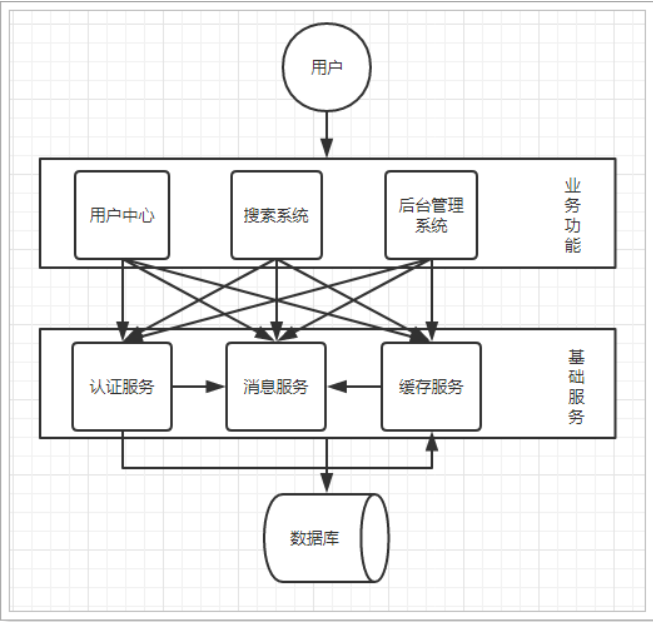 用户
用户中心
搜索系统
后台管理
系统
业
务
功
能
认证服务
消息服务
缓存服务
基
础
服
务
数据库